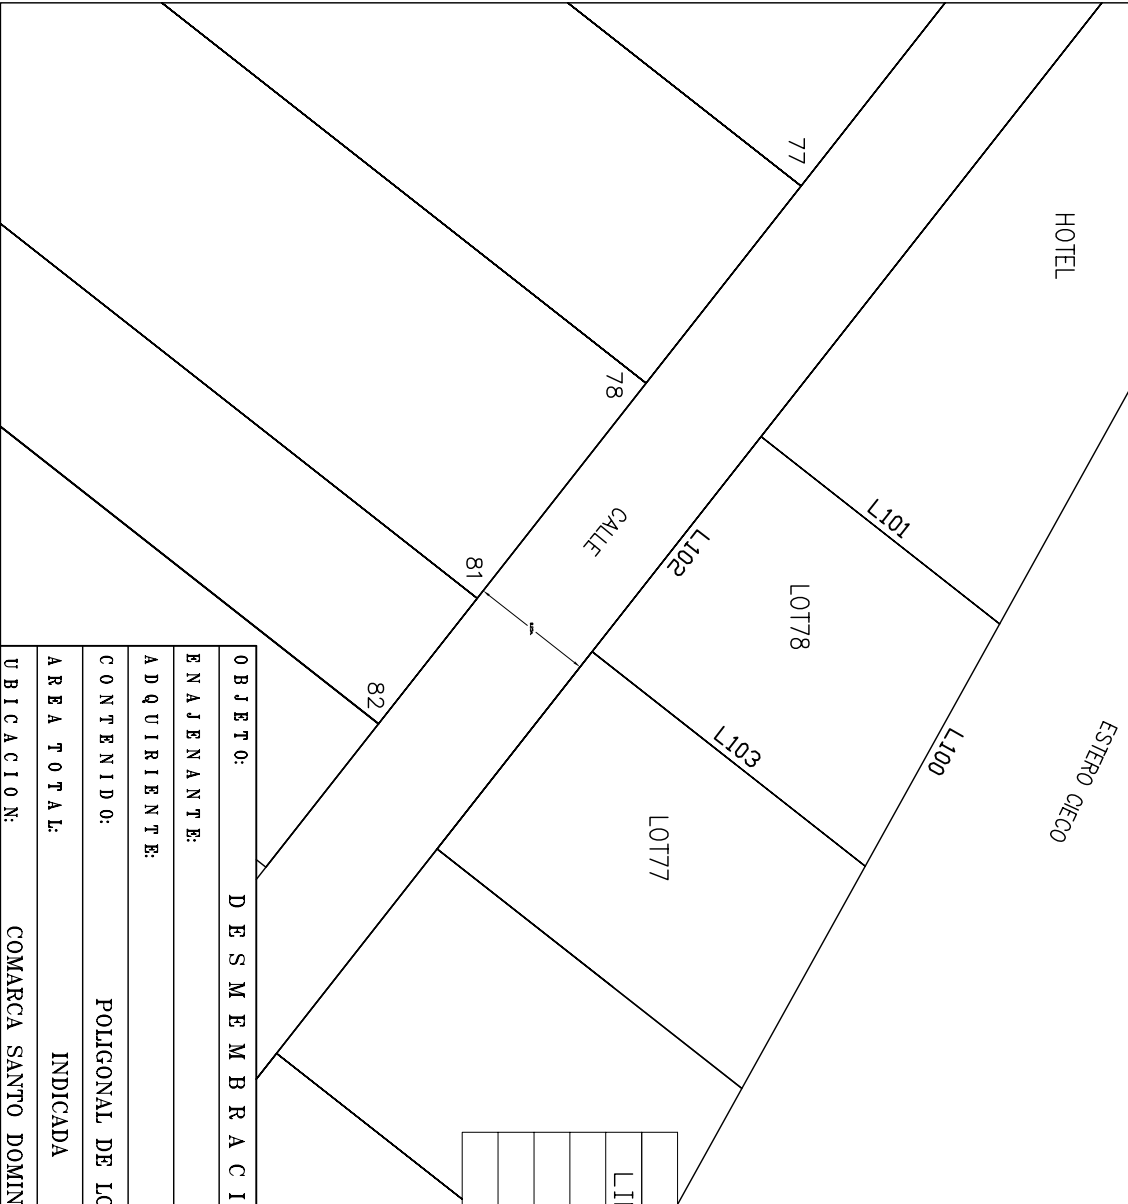 HOTEL
77
78
CALLE
L101
L102
LOT78
81
82
L103
L100
ESTERO CIECO
LOT77
OBJETO: DESMEMBRACI
ENAJENANTE:
ADQUIRIENTE:
CONTENIDO: POLIGONAL DE LO
AREA TOTAL: INDICADA
UBICACION: COMARCA SANTO DOMIN
LI